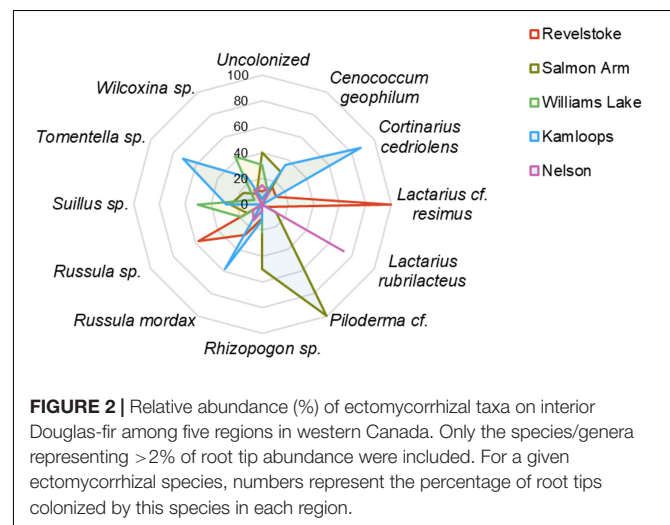 Uncolonized
100
80
60
40
20
0
Cenococcum
geophilum
Cortinarius
cedriolens
Lactarius cf.
resimus
Lactarius
rubrilacteus
Piloderma cf.
Rhizopogon sp.
Russula mordax
Russula sp.
Suillus sp.
Tomentella sp.
Wilcoxina sp.
Revelstoke
Salmon Arm
Williams Lake
Kamloops
Nelson
FIGURE 2 | Relative abundance (%) of ectomycorrhizal taxa on interior
Douglas-fir among five regions in western Canada. Only the species/genera
representing >2% of root tip abundance were included. For a given
ectomycorrhizal species, numbers represent the percentage of root tips
colonized by this species in each region.